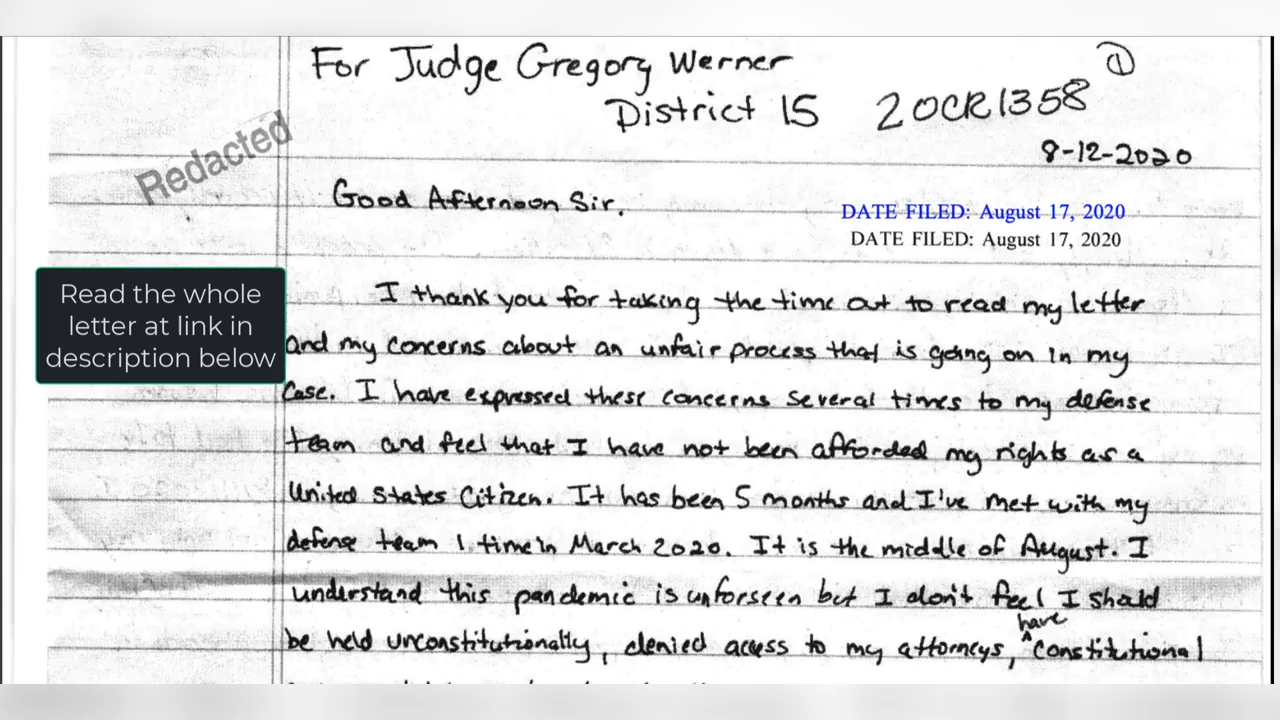 For Judge Gregory Werner
①
District 15 20CR1358
8-12-2020
Redacted
Good Afternoon Sir.
DATE FILED: August 17, 2020
DATE FILED: August 17, 2020
Read the whole
letter at link in
description below
I thank you for taking the time out to read my letter
and my concerns about an unfair process that is going on in my
case. I have expressed these concerns several times to my defense
team and feel that I have not been afforded my rights as a
United States Citizen. It has been 5 months and I've met with my
defense team 1 time in March 2020. It is the middle of August. I
understand this pandemic is unforseen but I don't feel I should
be held unconstitutionally, denied access to my attorneys, ^have constitutional